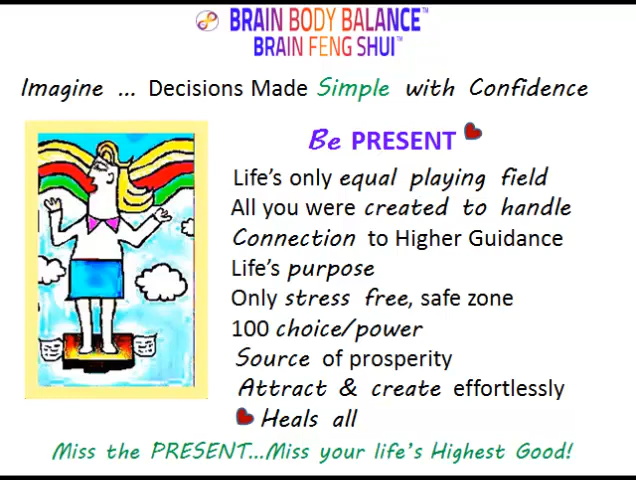 BRAIN BODY BALANCE™
BRAIN FENG SHUI™
Imagine ... Decisions Made Simple with Confidence
Be PRESENT
Life's only equal playing field
All you were created to handle
Connection to Higher Guidance
Life's purpose
Only stress free, safe zone
100 choice/power
Source of prosperity
Attract & create effortlessly
Heals all
Miss the PRESENT...Miss your life's Highest Good!